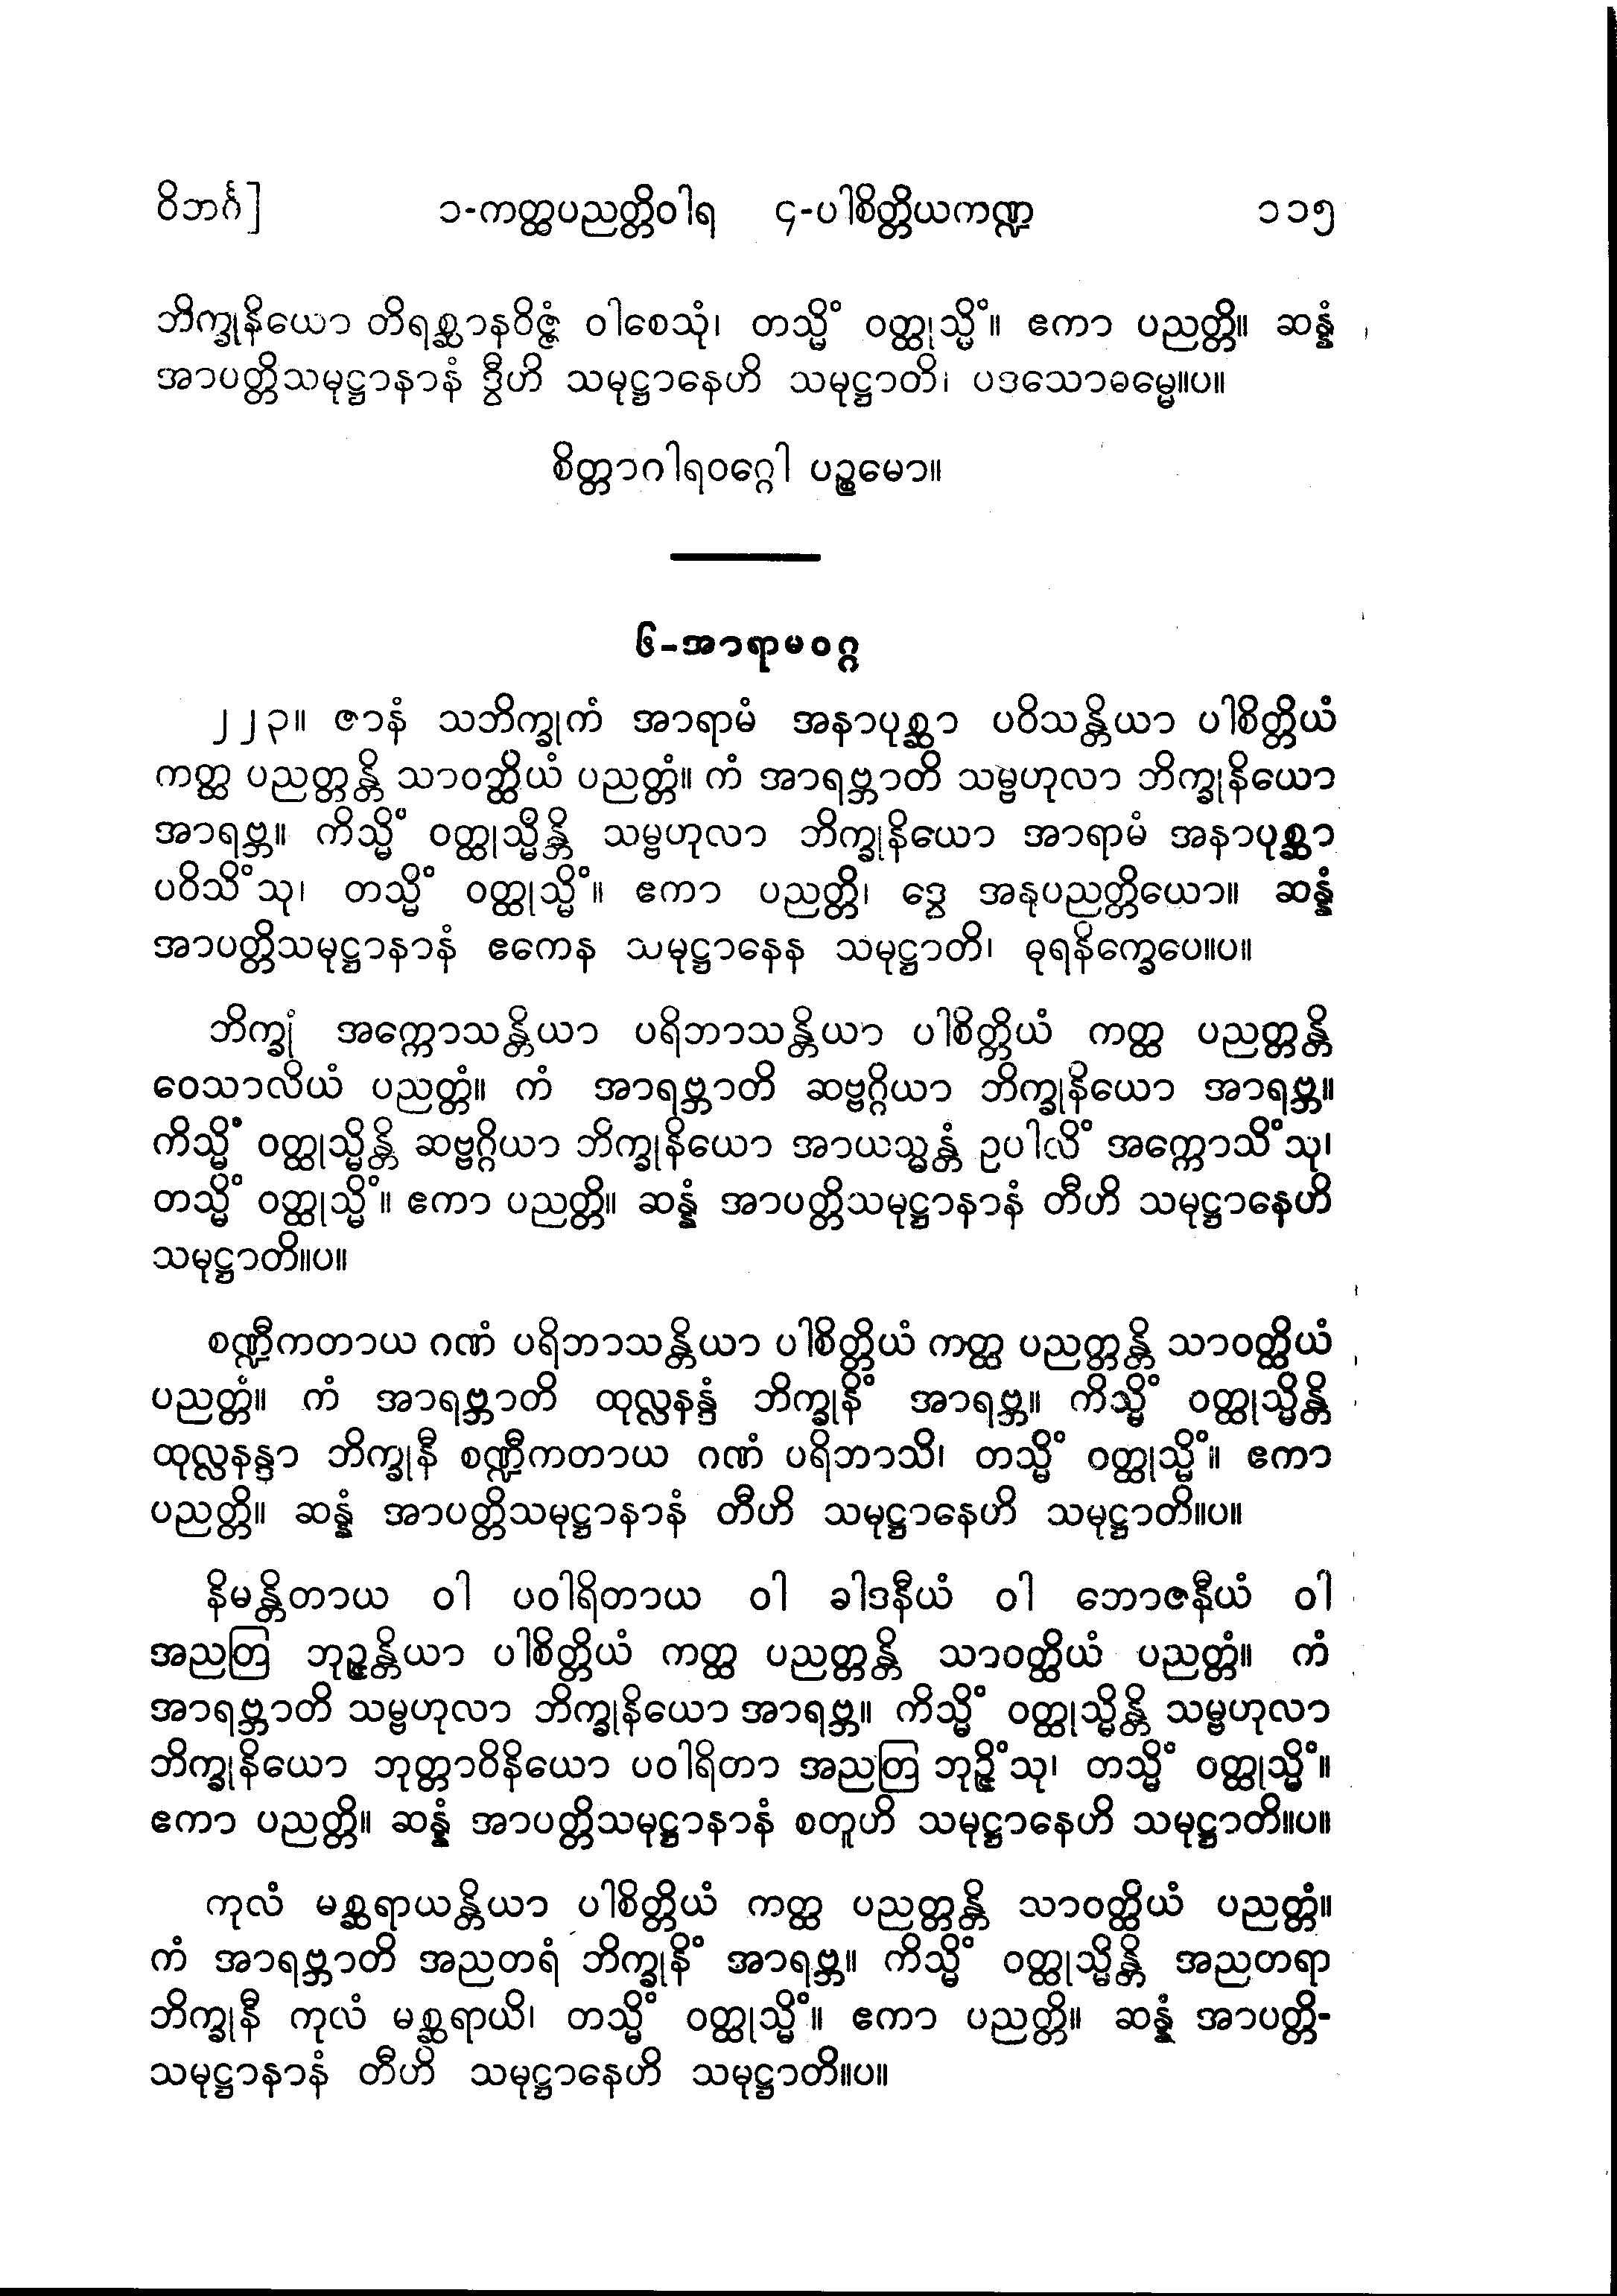 ဝိဘင်္ဂ] ၁-ကတ္ထပညတ္တိဝါရ ၄-ပါစိတ္တိယကဏ္ဍ ၁၁၅
ဘိက္ခုနိယော တိရစ္ဆာနဝိဇ္ဇံ ဝါစေသုံ၊ တသ္မိံ ဝတ္ထုသ္မိံ။ ဧကာ ပညတ္တိ။ ဆန္နံ
အာပတ္တိသမုဋ္ဌာနာနံ ဒွီဟိ သမုဋ္ဌာနေဟိ သမုဋ္ဌာတိ၊ ပဒသောဓမ္မေ။ပ။
စိတ္တာဂါရဝဂ္ဂေါ ပဉ္စမော။
၆-အာရာမဝဂ္ဂ
၂၂၃။ ဇာနံ သဘိက္ခုကံ အာရာမံ အနာပုစ္ဆာ ပဝိသန္တိယာ ပါစိတ္တိယံ
ကတ္ထ ပညတ္တန္တိ သာဝတ္ထိယံ ပညတ္တံ။ ကံ အာရဗ္ဘာတိ သမ္ဗဟုလာ ဘိက္ခုနိယော
အာရဗ္ဘ။ ကိသ္မိံ ဝတ္ထုသ္မိန္တိ သမ္ဗဟုလာ ဘိက္ခုနိယော အာရာမံ အနာပုစ္ဆာ
ပဝိသိံသု၊ တသ္မိံ ဝတ္ထုသ္မိံ။ ဧကာ ပညတ္တိ၊ ဒွေ အနုပညတ္တိယော။ ဆန္နံ
အာပတ္တိသမုဋ္ဌာနာနံ ဧကေန သမုဋ္ဌာနေန သမုဋ္ဌာတိ၊ ဓုရနိက္ခေပေ။ပ။
ဘိက္ခုံ အက္ကောသန္တိယာ ပရိဘာသန္တိယာ ပါစိတ္တိယံ ကတ္ထ ပညတ္တန္တိ
ဝေသာလိယံ ပညတ္တံ။ ကံ အာရဗ္ဘာတိ ဆဗ္ဗဂ္ဂိယာ ဘိက္ခုနိယော အာရဗ္ဘ။
ကိသ္မိံ ဝတ္ထုသ္မိန္တိ ဆဗ္ဗဂ္ဂိယာ ဘိက္ခုနိယော အာယသ္မန္တံ ဥပါလိံ အက္ကောသိံသု၊
တသ္မိံ ဝတ္ထုသ္မိံ။ ဧကာ ပညတ္တိ။ ဆန္နံ အာပတ္တိသမုဋ္ဌာနာနံ တီဟိ သမုဋ္ဌာနေဟိ
သမုဋ္ဌာတိ။ပ။
စဏ္ဍီကတာယ ဂဏံ ပရိဘာသန္တိယာ ပါစိတ္တိယံ ကတ္ထ ပညတ္တန္တိ သာဝတ္ထိယံ
ပညတ္တံ။ ကံ အာရဗ္ဘာတိ ထုလ္လနန္ဒံ ဘိက္ခုနိံ အာရဗ္ဘ။ ကိသ္မိံ ဝတ္ထုသ္မိန္တိ
ထုလ္လနန္ဒာ ဘိက္ခုနီ စဏ္ဍီကတာယ ဂဏံ ပရိဘာသိ၊ တသ္မိံ ဝတ္ထုသ္မိံ။ ဧကာ
ပညတ္တိ။ ဆန္နံ အာပတ္တိသမုဋ္ဌာနာနံ တီဟိ သမုဋ္ဌာနေဟိ သမုဋ္ဌာတိ။ပ။
နိမန္တိတာယ ဝါ ပဝါရိတာယ ဝါ ခါဒနီယံ ဝါ ဘောဇနီယံ ဝါ
အညတြ ဘုဉ္ဇန္တိယာ ပါစိတ္တိယံ ကတ္ထ ပညတ္တန္တိ သာဝတ္ထိယံ ပညတ္တံ။ ကံ
အာရဗ္ဘာတိ သမ္ဗဟုလာ ဘိက္ခုနိယော အာရဗ္ဘ။ ကိသ္မိံ ဝတ္ထုသ္မိန္တိ သမ္ဗဟုလာ
ဘိက္ခုနိယော ဘုတ္တာဝိနိယော ပဝါရိတာ အညတြ ဘုဉ္ဇိံသု၊ တသ္မိံ ဝတ္ထုသ္မိံ။
ဧကာ ပညတ္တိ။ ဆန္နံ အာပတ္တိသမုဋ္ဌာနာနံ စတူဟိ သမုဋ္ဌာနေဟိ သမုဋ္ဌာတိ။ပ။
ကုလံ မစ္ဆရာယန္တိယာ ပါစိတ္တိယံ ကတ္ထ ပညတ္တန္တိ သာဝတ္ထိယံ ပညတ္တံ။
ကံ အာရဗ္ဘာတိ အညတရံ ဘိက္ခုနိံ အာရဗ္ဘ။ ကိသ္မိံ ဝတ္ထုသ္မိန္တိ အညတရာ
ဘိက္ခုနီ ကုလံ မစ္ဆရာယိ၊ တသ္မိံ ဝတ္ထုသ္မိံ။ ဧကာ ပညတ္တိ။ ဆန္နံ အာပတ္တိ-
သမုဋ္ဌာနာနံ တီဟိ သမုဋ္ဌာနေဟိ သမုဋ္ဌာတိ။ပ။